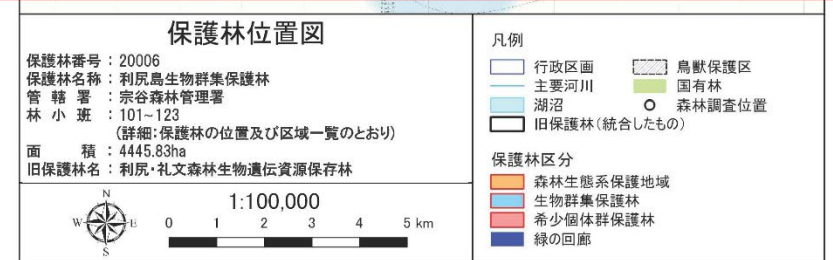 保護林位置図
保護林番号：20006
保護林名称：利尻島生物群集保護林
管轄署：宗谷森林管理署
林小班：101～123
(詳細:保護林の位置及び区域一覧のとおり)
面積：4445.83ha
旧保護林名：利尻・礼文森林生物遺伝資源保存林
N
W E
S
1:100,000
0 1 2 3 4 5 km
凡例
行政区画 鳥獣保護区
主要河川 国有林
湖沼 森林調査位置
旧保護林(統合したもの)
保護林区分
森林生態系保護地域
生物群集保護林
希少個体群保護林
緑の回廊